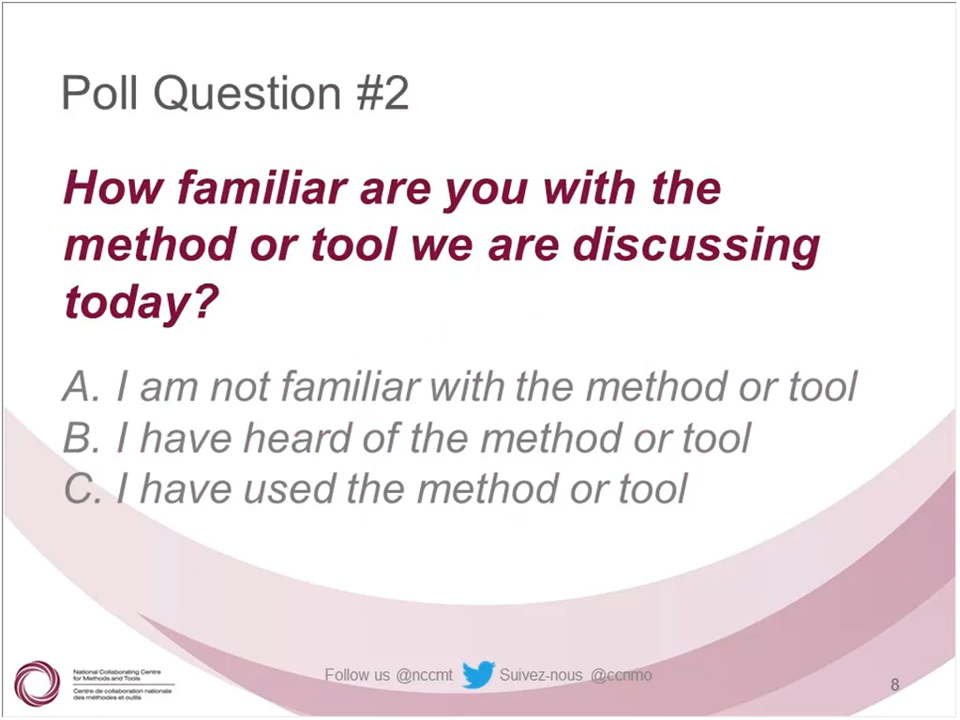 Poll Question #2
How familiar are you with the
method or tool we are discussing
today?
A. I am not familiar with the method or tool
B. I have heard of the method or tool
C. I have used the method or tool
National Collaborating Centre
for Methods and Tools
Centre de collaboration nationale
des méthodes et outils
Follow us @nccmt Suivez-nous @ccnmo
8